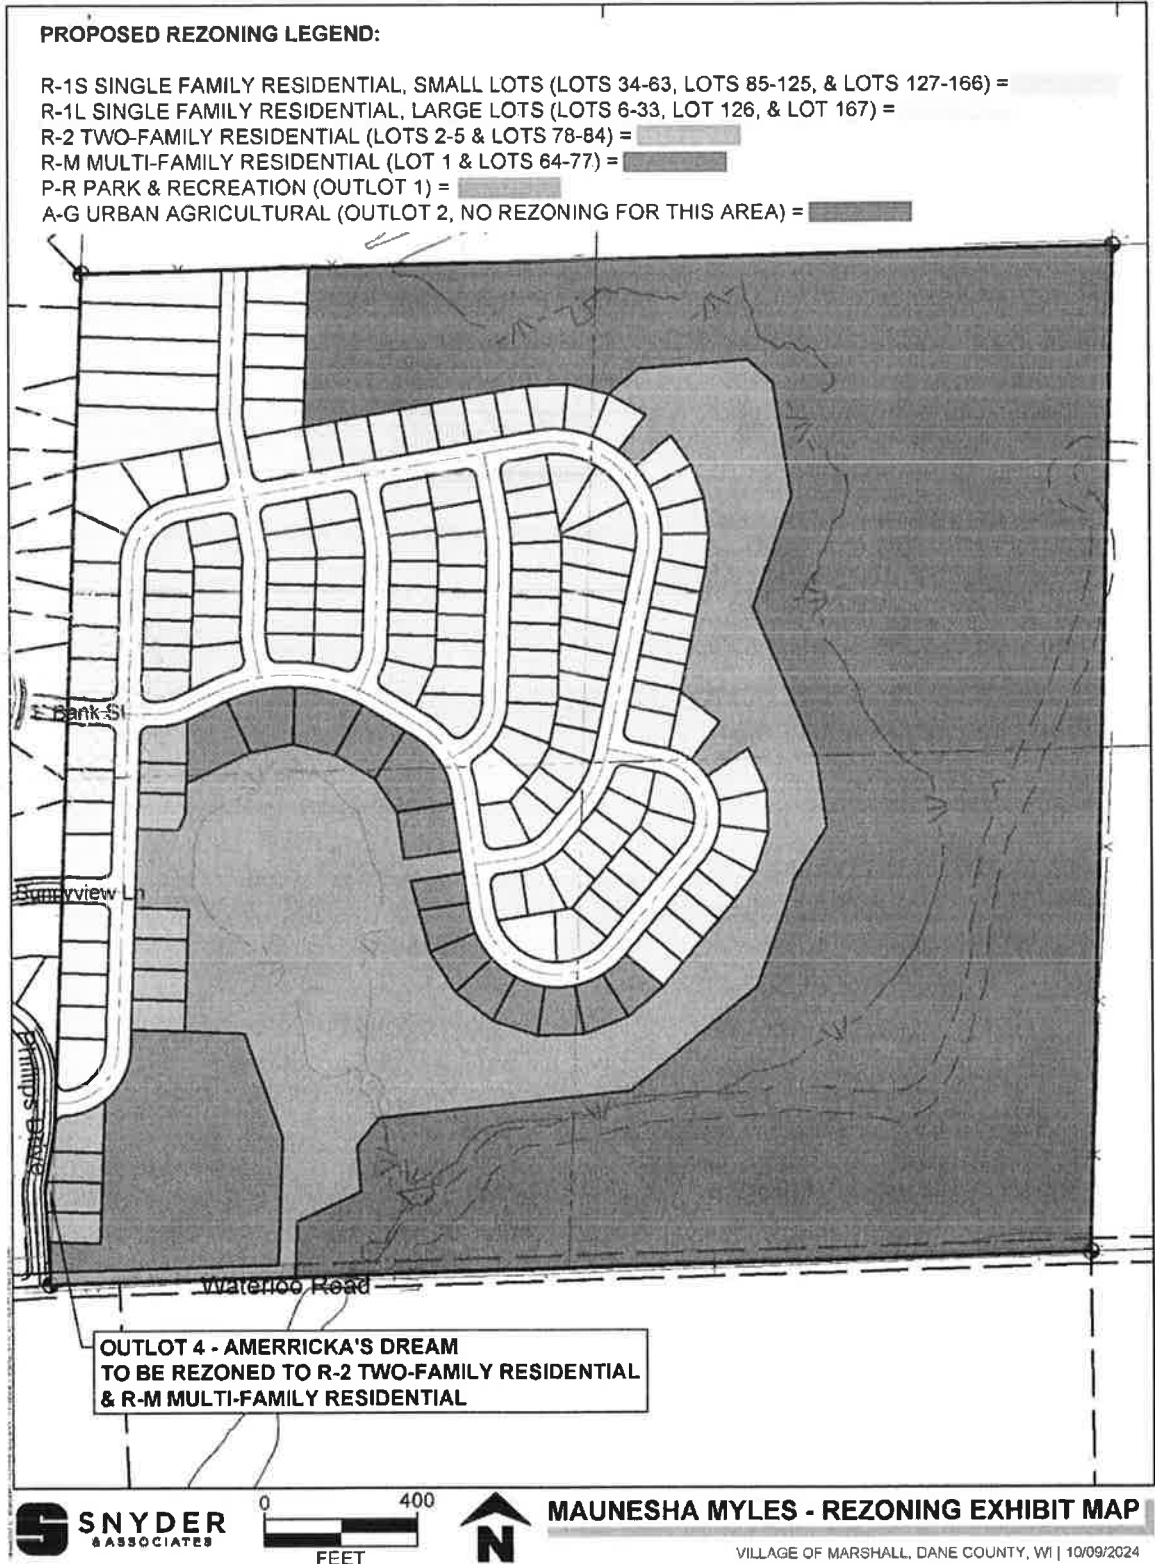 PROPOSED REZONING LEGEND:
R-1S SINGLE FAMILY RESIDENTIAL, SMALL LOTS (LOTS 34-63, LOTS 85-125, & LOTS 127-166) =
R-1L SINGLE FAMILY RESIDENTIAL, LARGE LOTS (LOTS 6-33, LOT 126, & LOT 167) =
R-2 TWO-FAMILY RESIDENTIAL (LOTS 2-5 & LOTS 78-84) =
R-M MULTI-FAMILY RESIDENTIAL (LOT 1 & LOTS 64-77) =
P-R PARK & RECREATION (OUTLOT 1) =
A-G URBAN AGRICULTURAL (OUTLOT 2, NO REZONING FOR THIS AREA) =
E Bank St
Sunnyview Ln
Drive
Waterloo Road
OUTLOT 4 - AMERRICKA'S DREAM
TO BE REZONED TO R-2 TWO-FAMILY RESIDENTIAL
& R-M MULTI-FAMILY RESIDENTIAL
SNYDER
& ASSOCIATES
0 400
FEET
N
MAUNESHA MYLES - REZONING EXHIBIT MAP
VILLAGE OF MARSHALL, DANE COUNTY, WI | 10/09/2024